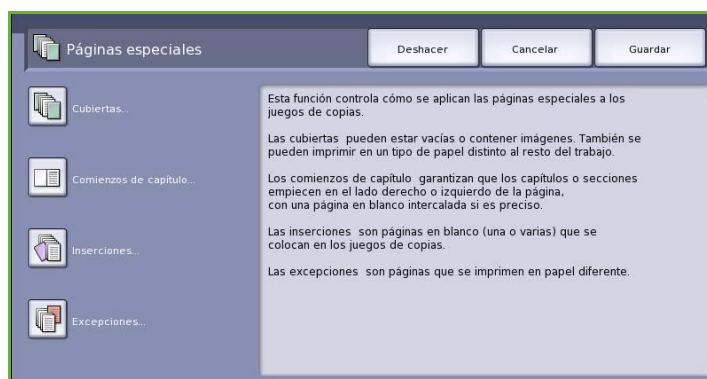 Páginas especiales
Deshacer
Cancelar
Guardar
Cubiertas...
Comienzos de capítulo...
Inserciones...
Excepciones...
Esta función controla cómo se aplican las páginas especiales a los
juegos de copias.
Las cubiertas pueden estar vacías o contener imágenes. También se
pueden imprimir en un tipo de papel distinto al resto del trabajo.
Los comienzos de capítulo garantizan que los capítulos o secciones
empiecen en el lado derecho o izquierdo de la página,
con una página en blanco intercalada si es preciso.
Las inserciones son páginas en blanco (una o varias) que se
colocan en los juegos de copias.
Las excepciones son páginas que se imprimen en papel diferente.